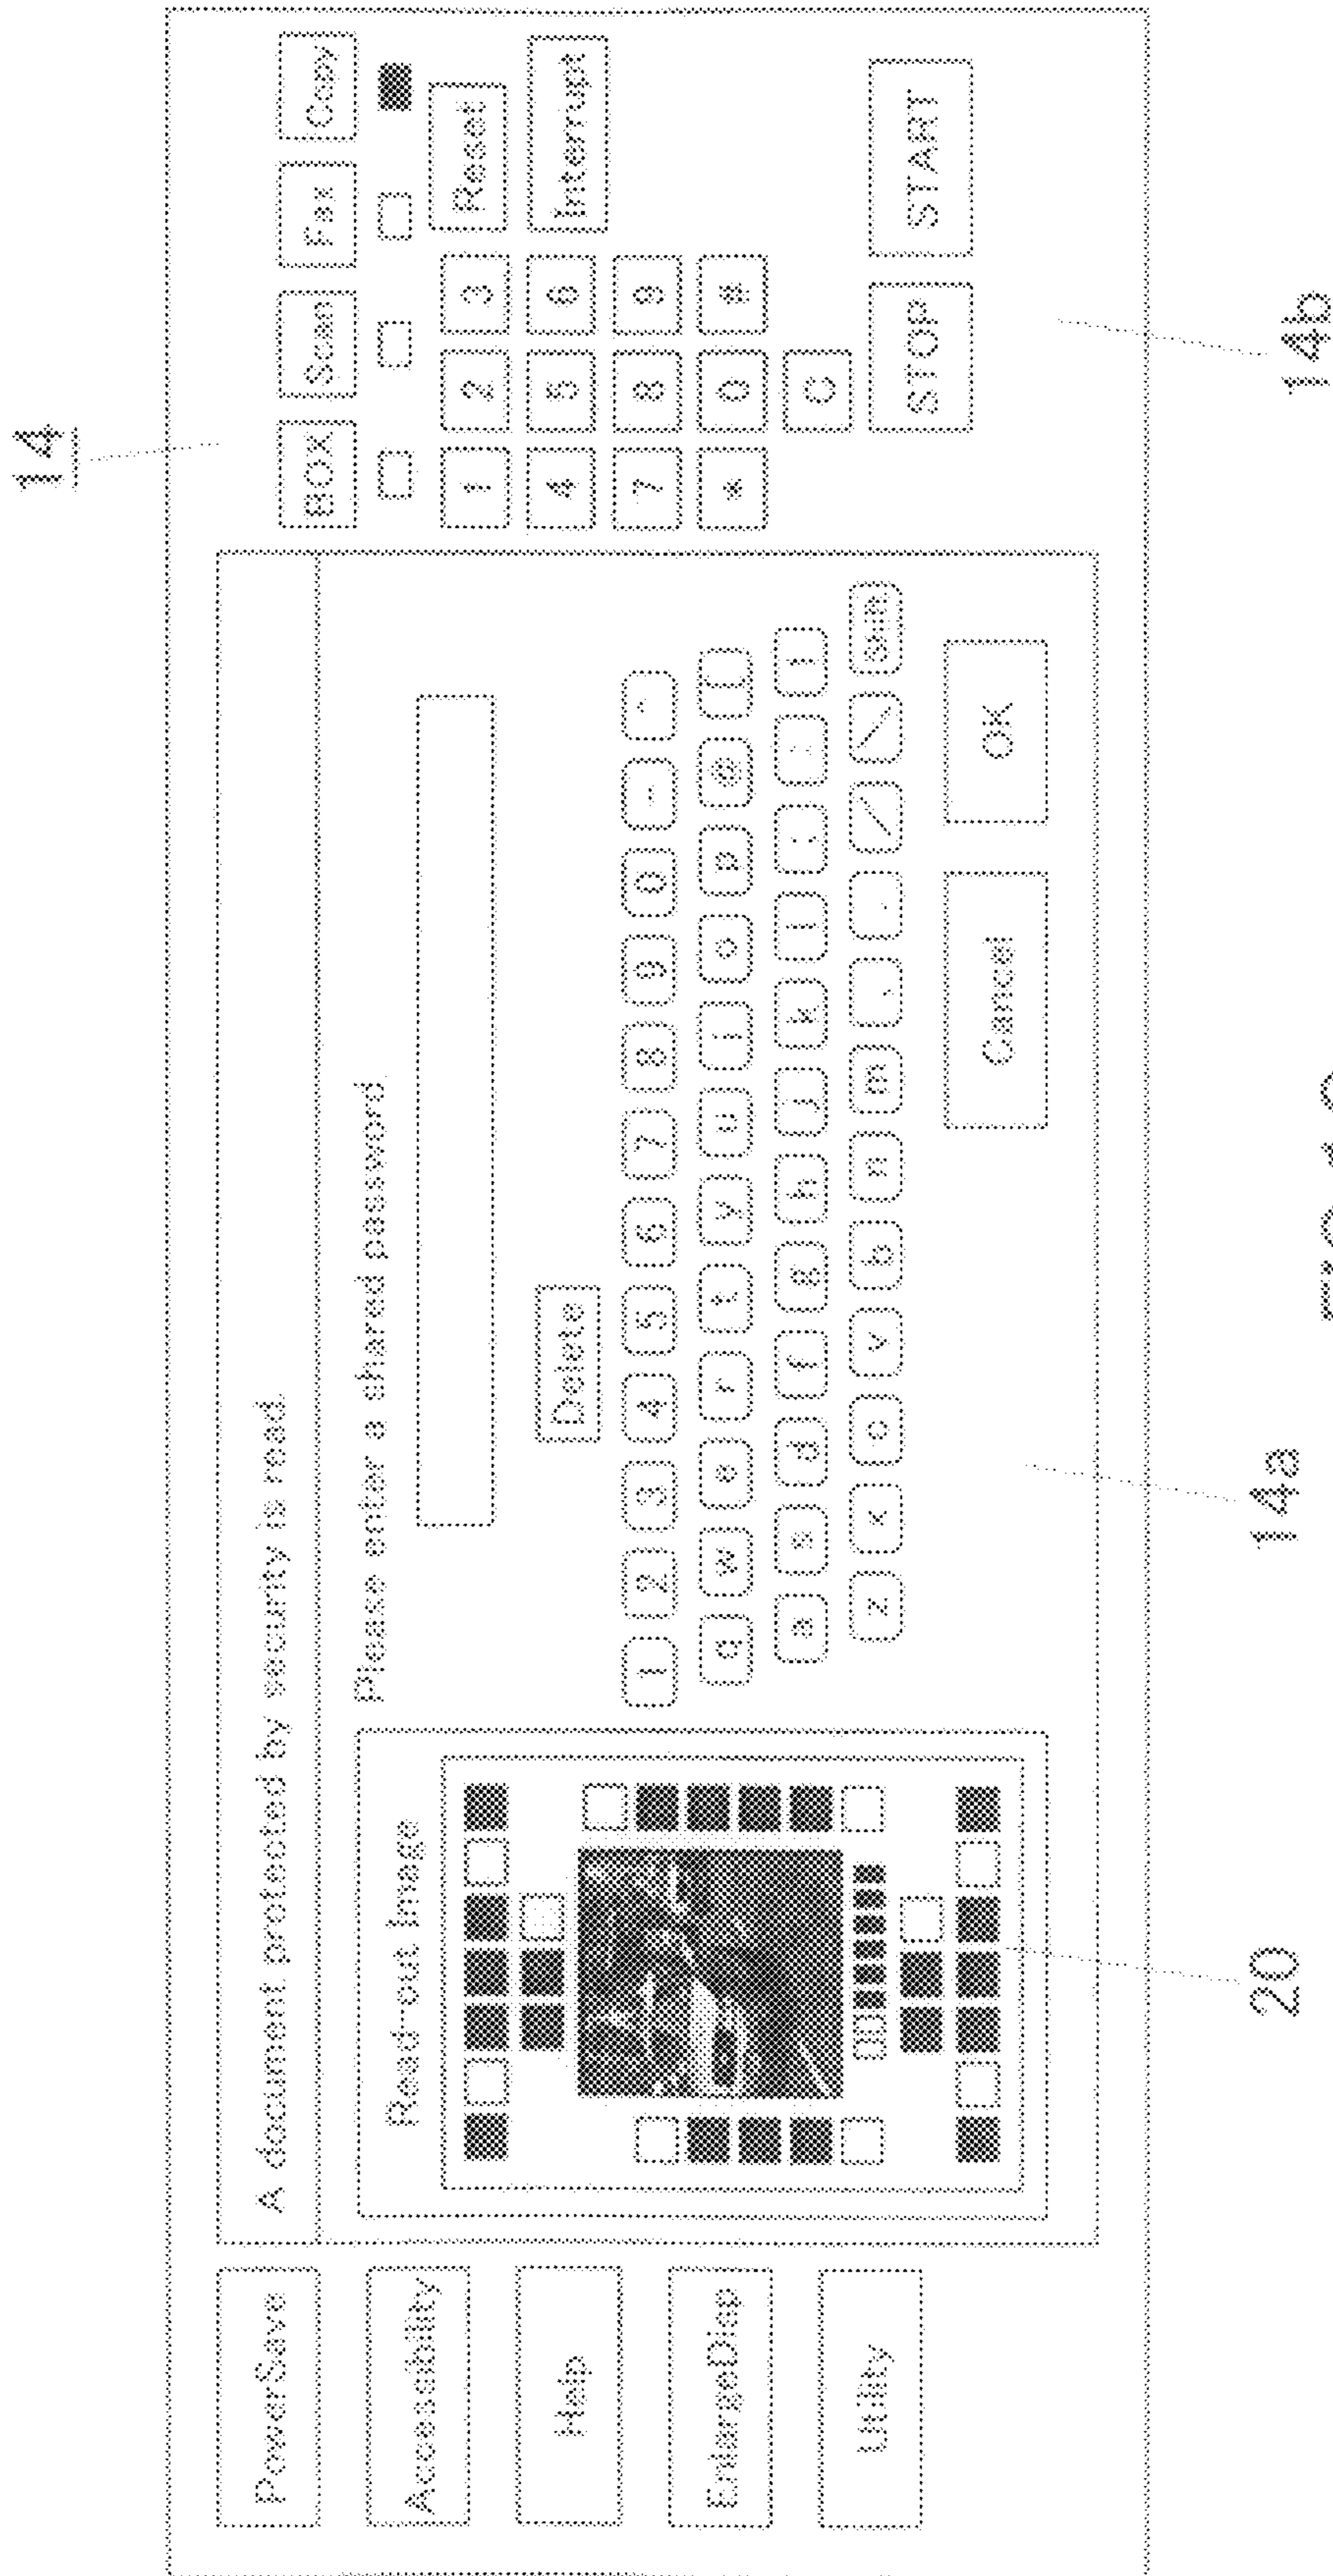 14
PowerSave
Accessibility
Help
EnlargeDisp
Utility
A document protected by security is read.
Read-out Image
Please enter a shared password
Delete
1 2 3 4 5 6 7 8 9 0 - ^
q w e r t y u i o p @ [
a s d f g h j k l ; : ]
z x c v b n m , . / \ Shift
Cancel OK
BOX Scan Fax Copy
1 2 3 Reset
4 5 6 Interrupt
7 8 9
* 0 #
C
STOP START
20
14a
14b